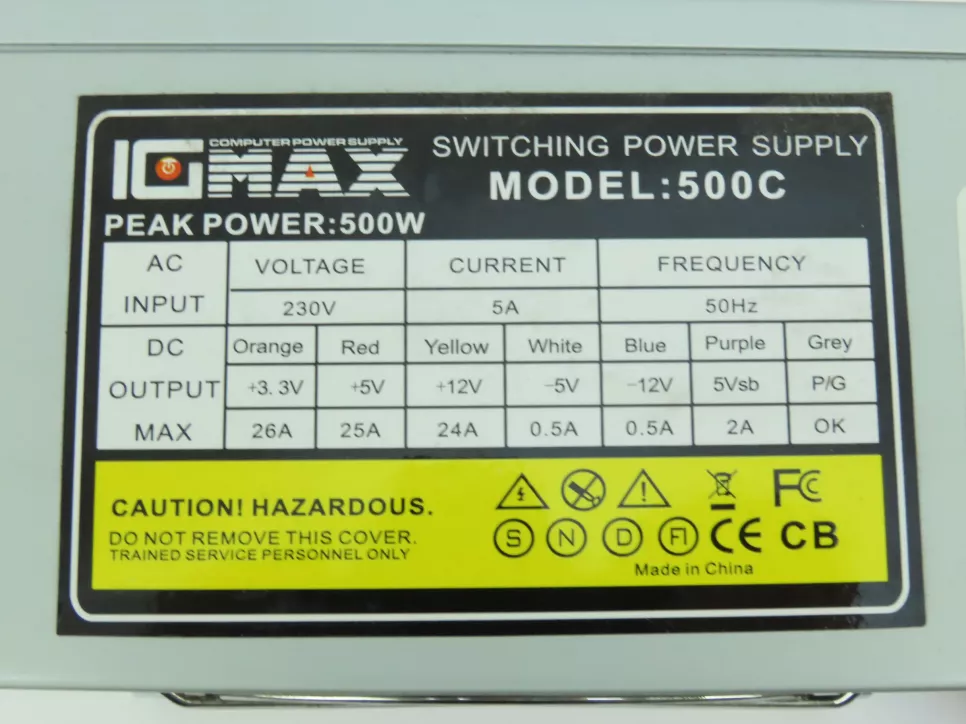 COMPUTER POWER SUPPLY
IGMAX
SWITCHING POWER SUPPLY
MODEL:500C
PEAK POWER:500W
AC INPUT VOLTAGE CURRENT FREQUENCY
230V 5A 50Hz
DC Orange Red Yellow White Blue Purple Grey
OUTPUT +3.3V +5V +12V -5V -12V 5Vsb P/G
MAX 26A 25A 24A 0.5A 0.5A 2A OK
CAUTION! HAZARDOUS.
DO NOT REMOVE THIS COVER.
TRAINED SERVICE PERSONNEL ONLY
FC
S N D FI CE CB
Made in China